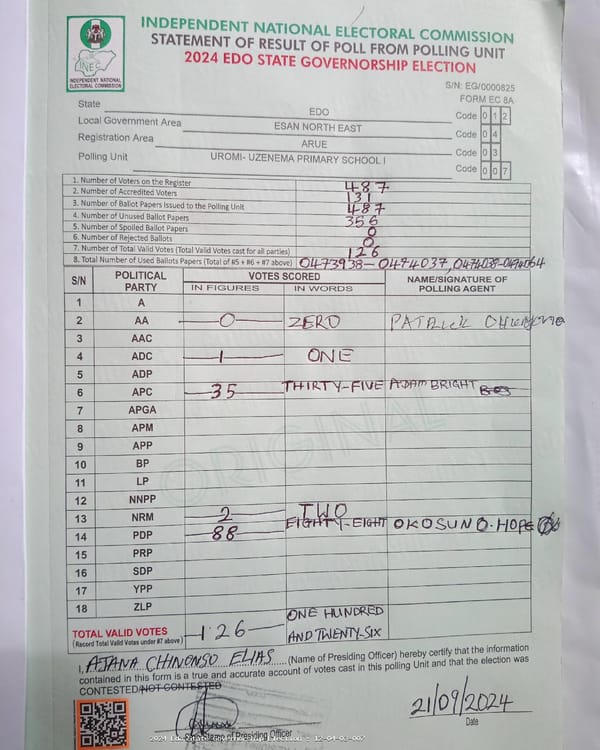 INDEPENDENT NATIONAL ELECTORAL COMMISSION
STATEMENT OF RESULT OF POLL FROM POLLING UNIT
2024 EDO STATE GOVERNORSHIP ELECTION
INEC
INDEPENDENT NATIONAL
ELECTORAL COMMISSION
S/N: EG/0000825
FORM EC 8A
State EDO Code 0 1 2
Local Government Area ESAN NORTH EAST Code 0 4
Registration Area ARUE Code 0 3
Polling Unit UROMI- UZENEMA PRIMARY SCHOOL I Code 0 0 7
1. Number of Voters on the Register 487
2. Number of Accredited Voters 131
3. Number of Ballot Papers Issued to the Polling Unit 487
4. Number of Unused Ballot Papers 356
5. Number of Spoiled Ballot Papers 0
6. Number of Rejected Ballots 0
7. Number of Total Valid Votes (Total Valid Votes cast for all parties) 126
8. Total Number of Used Ballots Papers (Total of #5 + #6 + #7 above) 0473938-0474037, 0474038-0474064
S/N POLITICAL PARTY VOTES SCORED NAME/SIGNATURE OF POLLING AGENT
IN FIGURES IN WORDS
1 A
2 AA 0 ZERO PATRICK
3 AAC
4 ADC 1 ONE
5 ADP
6 APC 35 THIRTY-FIVE ADAM BRIGHT
7 APGA
8 APM
9 APP
10 BP
11 LP
12 NNPP
13 NRM 2 TWO
14 PDP 88 EIGHTY-EIGHT OKOSUN O. HOPE
15 PRP
16 SDP
17 YPP
18 ZLP
ORIGINAL
TOTAL VALID VOTES 126 ONE HUNDRED
(Record Total Valid Votes under #7 above) AND TWENTY-SIX
I, AJANA CHINONSO ELIAS (Name of Presiding Officer) hereby certify that the information
contained in this form is a true and accurate account of votes cast in this polling Unit and that the election was
CONTESTED/NOT CONTESTED
21/09/2024
of Presiding Officer
Date